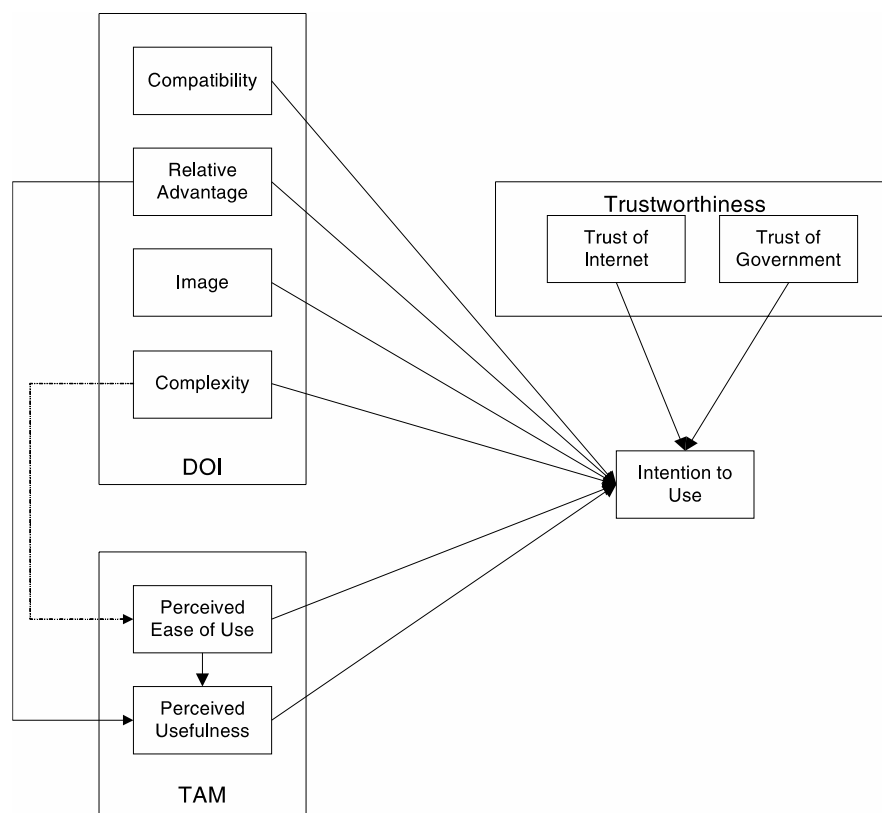 Compatibility
Relative
Advantage
Image
Complexity
DOI
Trustworthiness
Trust of
Internet
Trust of
Government
Intention to
Use
Perceived
Ease of Use
Perceived
Usefulness
TAM